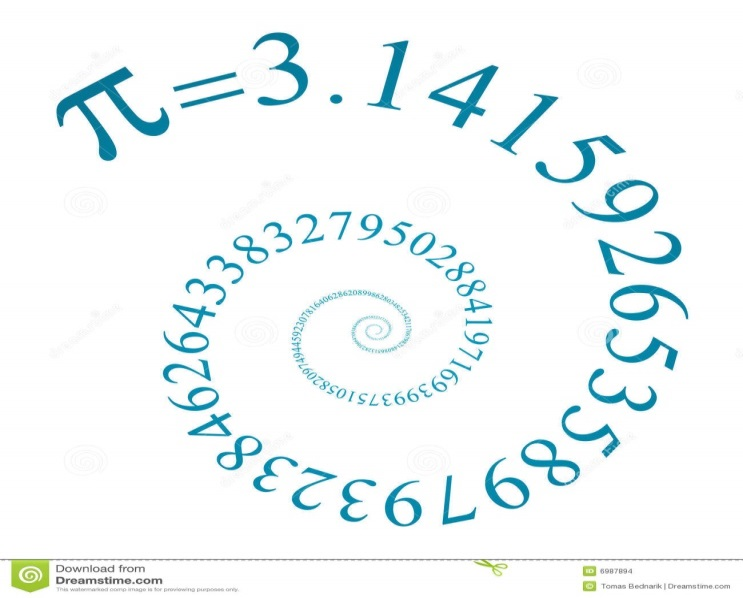 π=3.14159265358979323846264338327950288419716939937510582097494459230781640628620899862803482534211706
Download from
Dreamstime.com
This watermarked comp image is for previewing purposes only.
6987894
Tomas Bednarik | Dreamstime.com